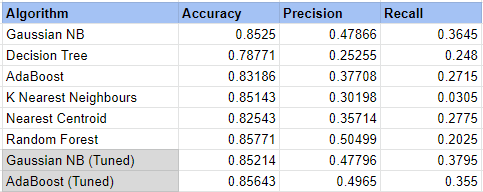 Algorithm Accuracy Precision Recall
Gaussian NB 0.8525 0.47866 0.3645
Decision Tree 0.78771 0.25255 0.248
AdaBoost 0.83186 0.37708 0.2715
K Nearest Neighbours 0.85143 0.30198 0.0305
Nearest Centroid 0.82543 0.35714 0.2775
Random Forest 0.85771 0.50499 0.2025
Gaussian NB (Tuned) 0.85214 0.47796 0.3795
AdaBoost (Tuned) 0.85643 0.4965 0.355